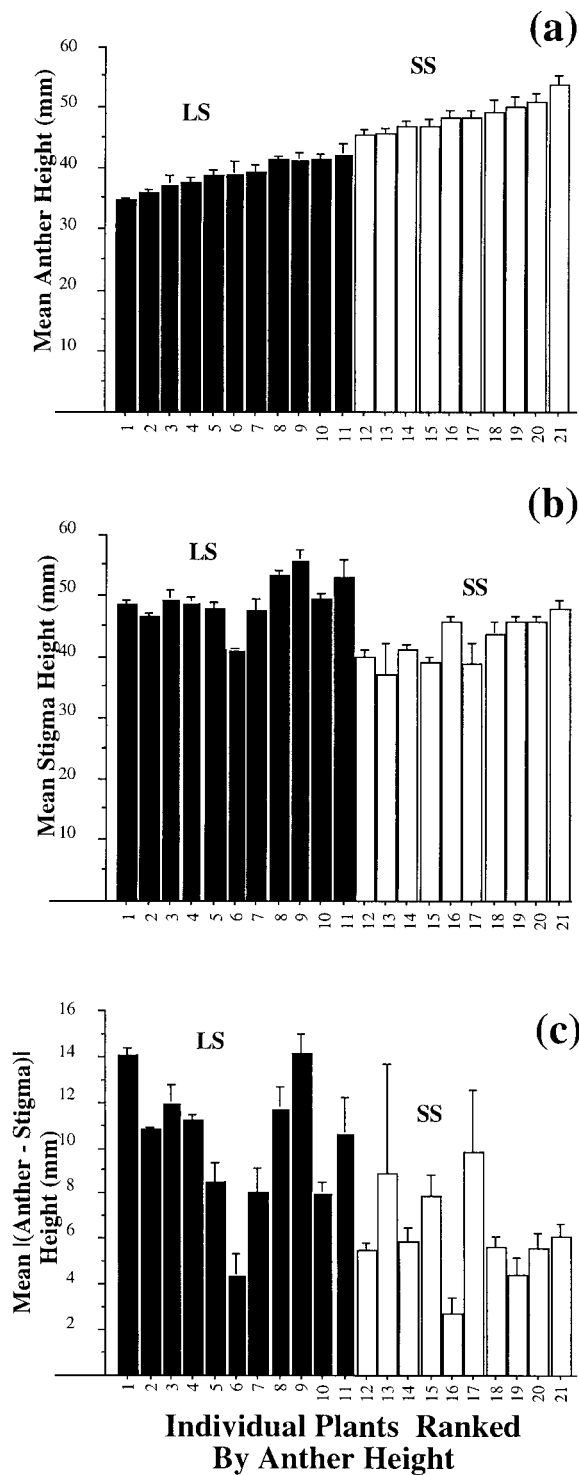 (a)
Mean Anther Height (mm)
60
50
40
30
20
10
LS
SS
1 2 3 4 5 6 7 8 9 10 11 12 13 14 15 16 17 18 19 20 21
(b)
Mean Stigma Height (mm)
60
50
40
30
20
10
LS
SS
1 2 3 4 5 6 7 8 9 10 11 12 13 14 15 16 17 18 19 20 21
(c)
Mean |(Anther - Stigma)|
Height (mm)
16
14
12
10
8
6
4
2
LS
SS
1 2 3 4 5 6 7 8 9 10 11 12 13 14 15 16 17 18 19 20 21
Individual Plants Ranked
By Anther Height